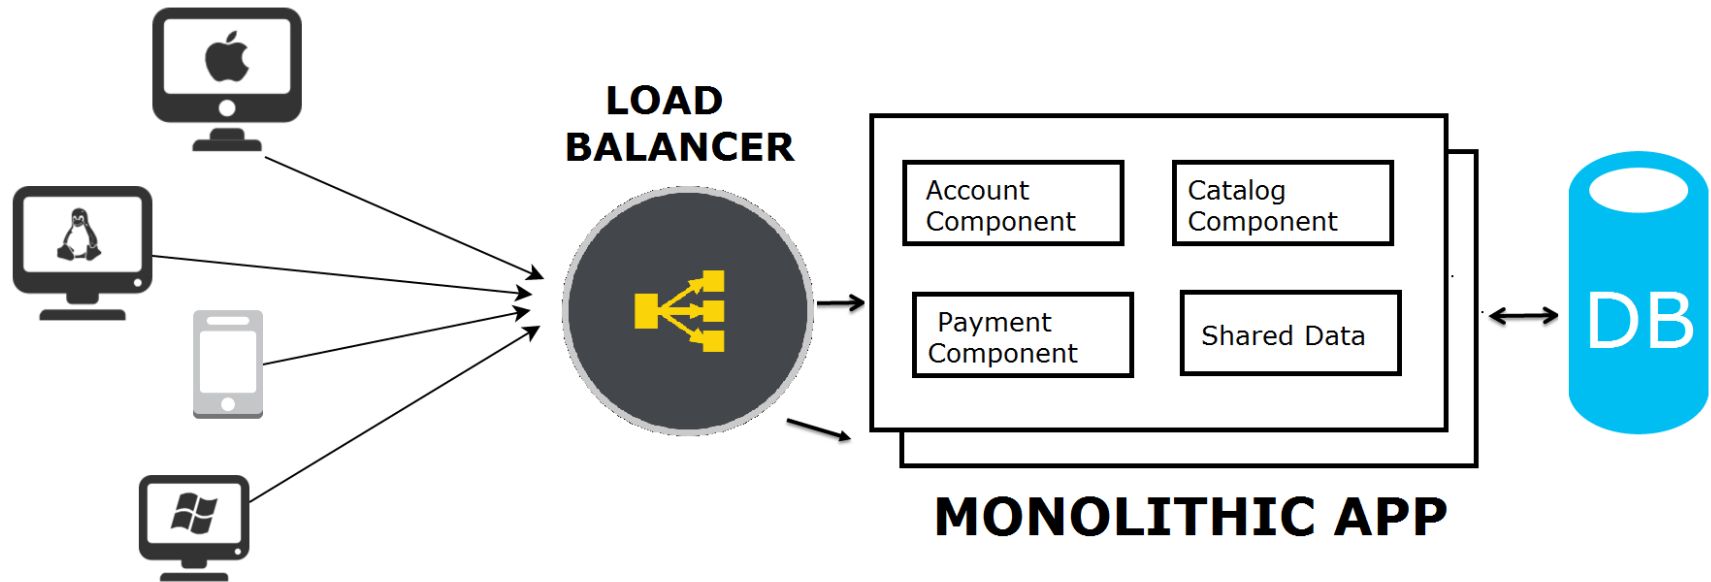 LOAD
BALANCER
Account
Component
Catalog
Component
Payment
Component
Shared Data
DB
MONOLITHIC APP